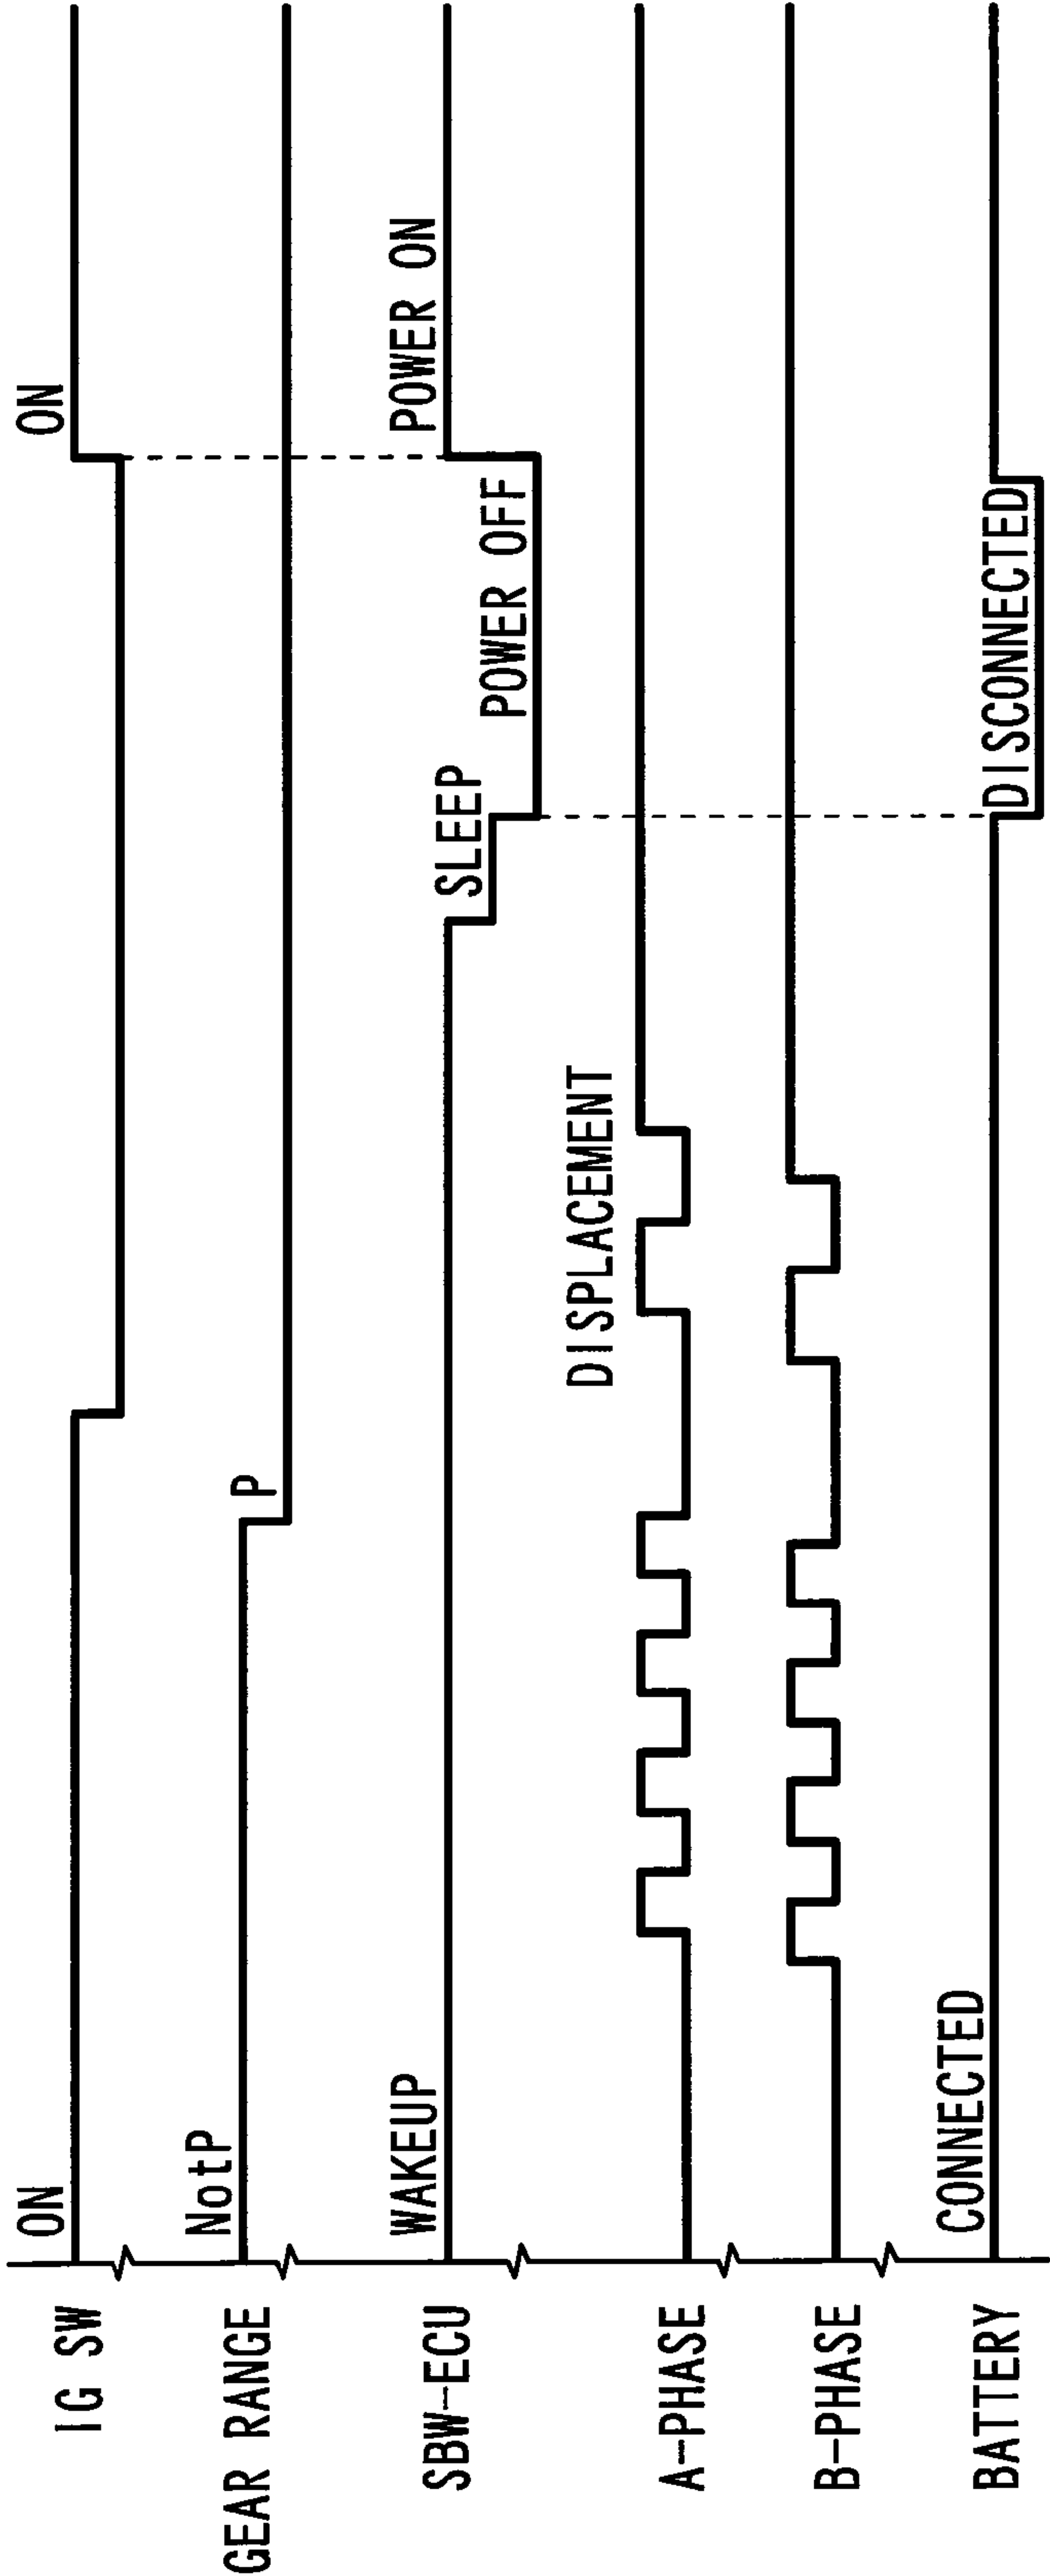 IG SW
ON
ON
GEAR RANGE
NotP
P
SBW-ECU
WAKEUP
SLEEP
POWER OFF
POWER ON
A-PHASE
DISPLACEMENT
B-PHASE
BATTERY
CONNECTED
DISCONNECTED